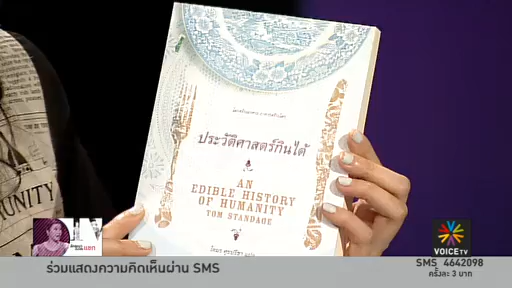 ประวัติศาสตร์กินได้
AN
EDIBLE HISTORY
OF HUMANITY
TOM STANDAGE
UNITY
VOICETV
ร่วมแสดงความคิดเห็นผ่าน SMS
SMS 4642098
ครั้งละ 3 บาท